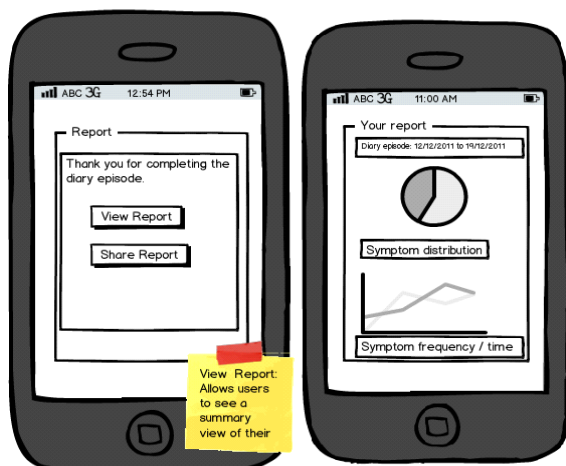 ABC 3G 12:54 PM
Report
Thank you for completing the
diary episode.
View Report
Share Report
View Report:
Allows users
to see a
summary
view of their
ABC 3G 11:00 AM
Your report
Diary episode: 12/12/2011 to 19/12/2011
Symptom distribution
Symptom frequency / time